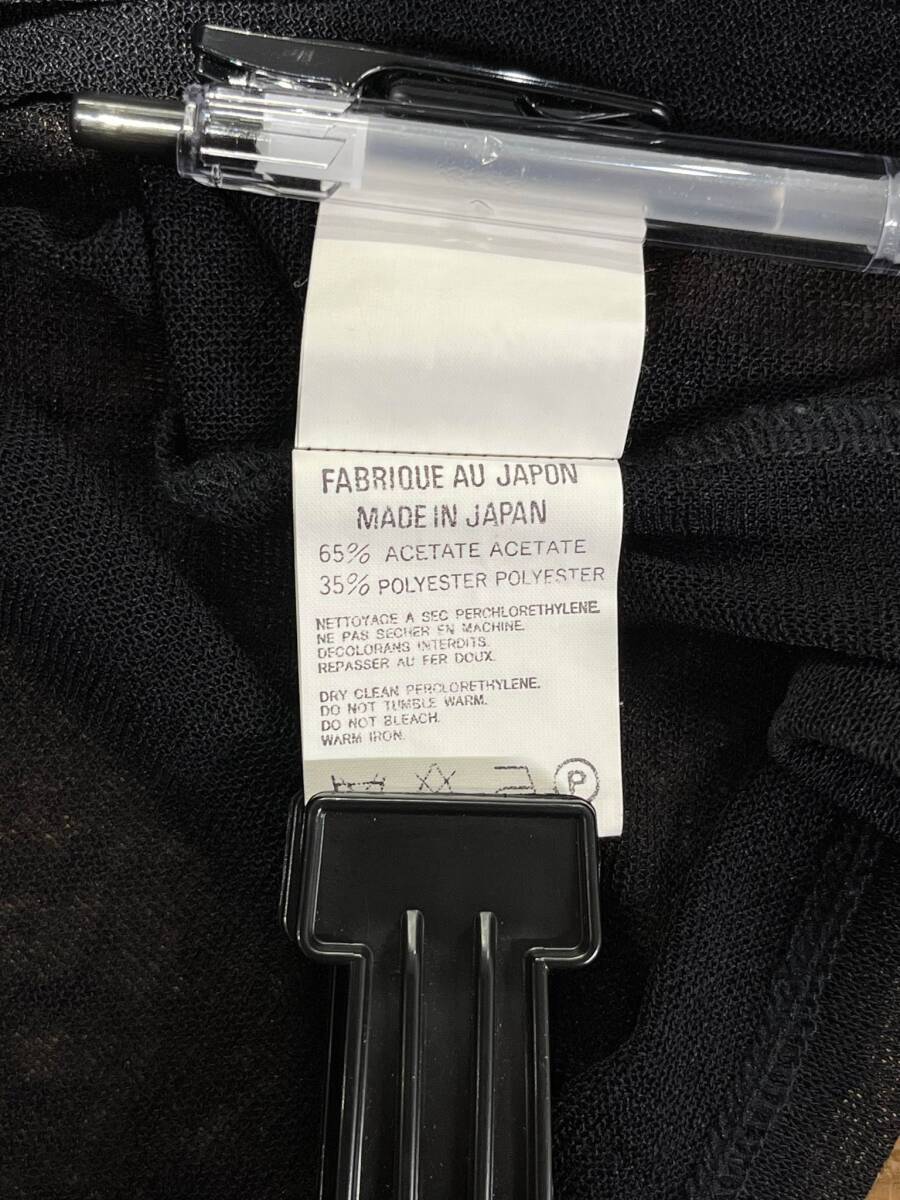 FABRIQUE AU JAPON
MADE IN JAPAN
65% ACETATE ACETATE
35% POLYESTER POLYESTER
NETTOYAGE A SEC PERCHLORETHYLENE.
NE PAS SECHER EN MACHINE.
DECOLORANS INTERDITS.
REPASSER AU FER DOUX.
DRY CLEAN PERCLORETHYLENE.
DO NOT TUMBLE WARM.
DO NOT BLEACH.
WARM IRON.
P